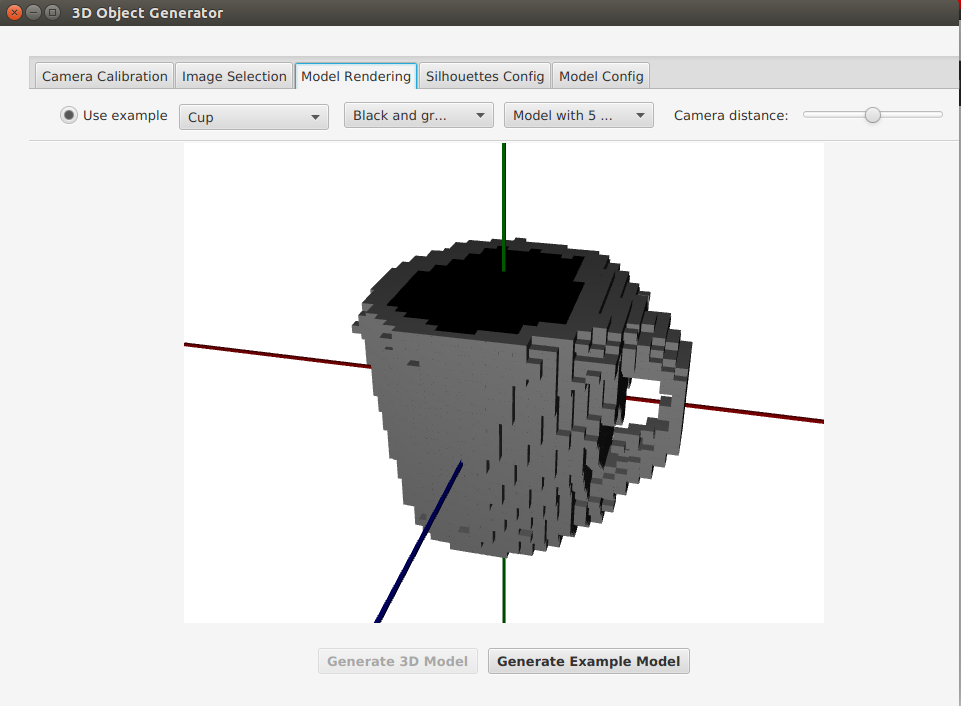 3D Object Generator
Camera Calibration Image Selection Model Rendering Silhouettes Config Model Config
Use example Cup Black and gr... Model with 5 ... Camera distance:
Generate 3D Model Generate Example Model